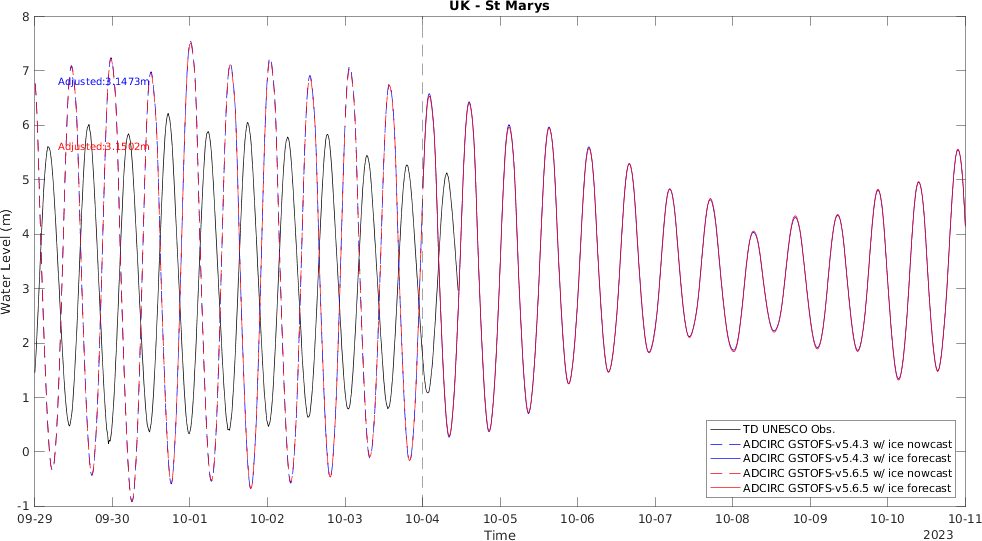 UK - St Marys
8
7
6
5
4
3
2
1
0
-1
Water Level (m)
Adjusted:3.1473m
Adjusted:3.1502m
TD UNESCO Obs.
ADCIRC GSTOFS-v5.4.3 w/ ice nowcast
ADCIRC GSTOFS-v5.4.3 w/ ice forecast
ADCIRC GSTOFS-v5.6.5 w/ ice nowcast
ADCIRC GSTOFS-v5.6.5 w/ ice forecast
09-29 09-30 10-01 10-02 10-03 10-04 10-05 10-06 10-07 10-08 10-09 10-10 10-11
Time
2023